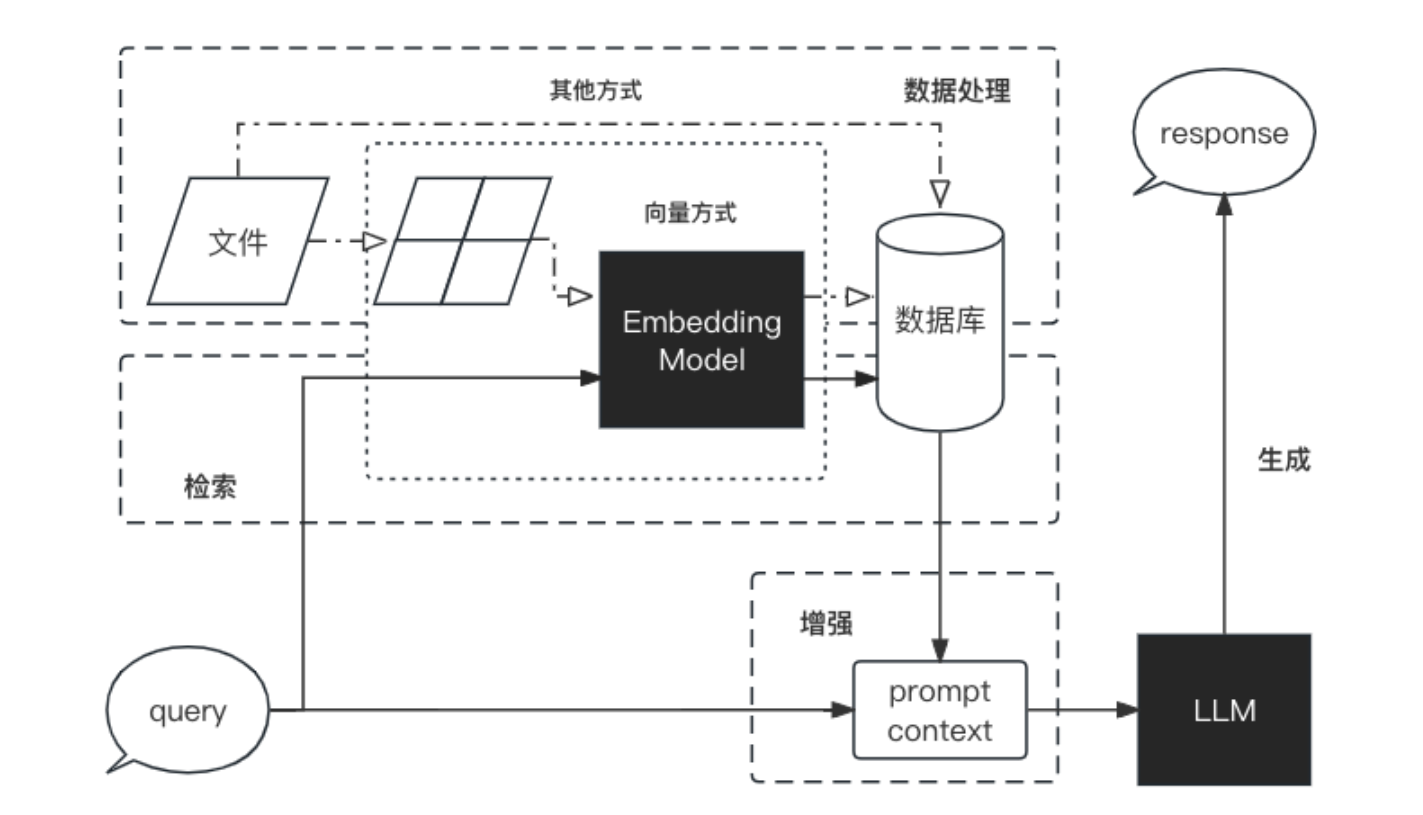 其他方式
数据处理
response
文件
向量方式
Embedding
Model
数据库
检索
生成
增强
query
prompt
context
LLM